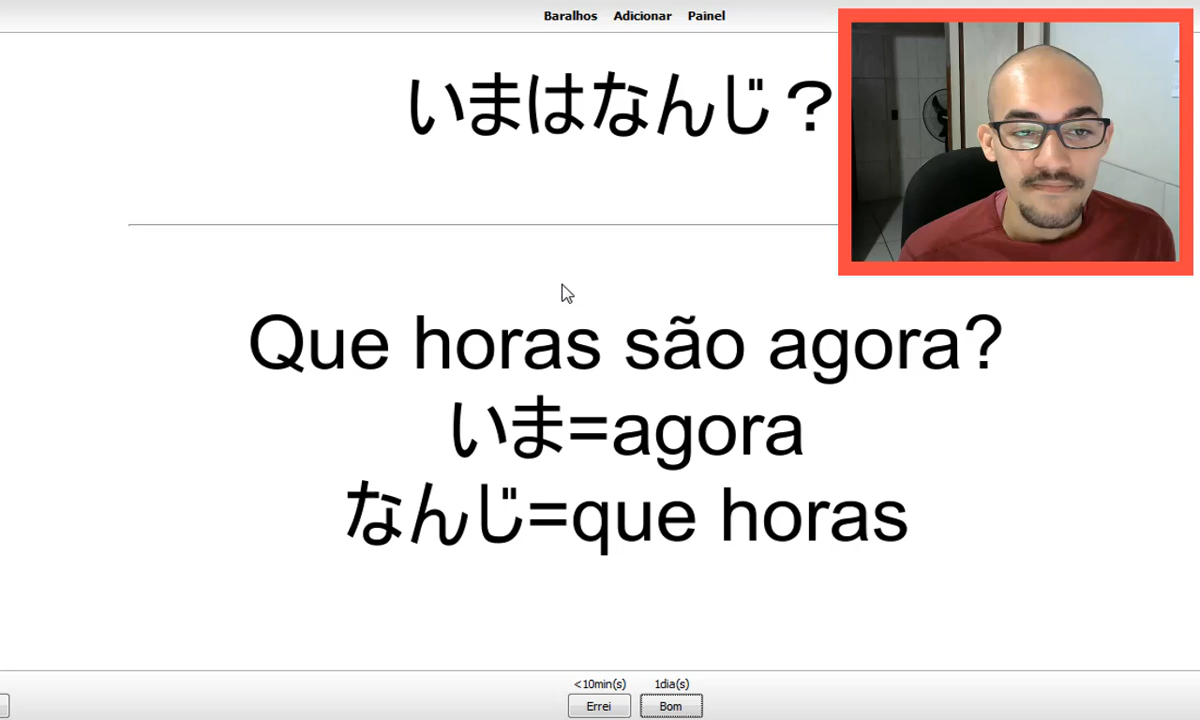 Baralhos Adicionar Painel
いまはなんじ？
Que horas são agora?
いま=agora
なんじ=que horas
<10min(s) 1dia(s)
Errei Bom